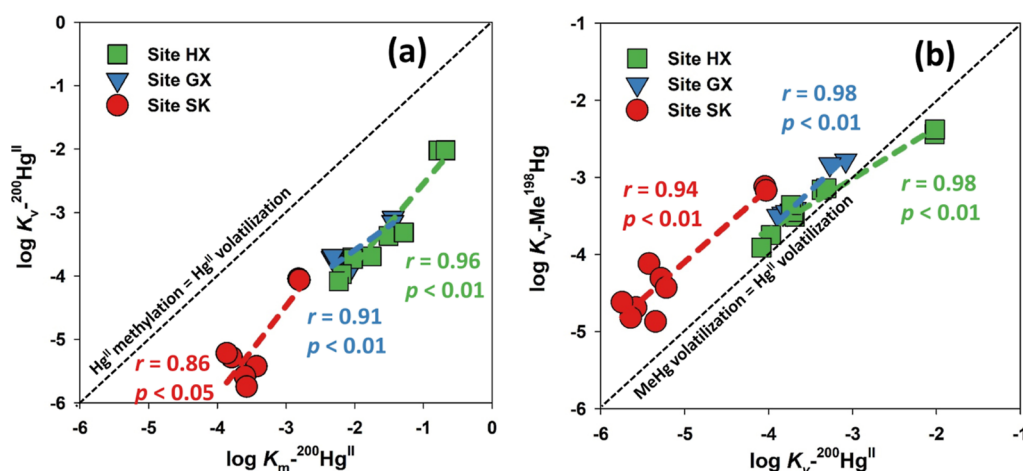 (a)
Site HX
Site GX
Site SK
0
-1
-2
-3
-4
-5
-6
log Kᵥ-²⁰⁰Hgᴵᴵ
Hgᴵᴵ methylation = Hgᴵᴵ volatilization
r = 0.96
p < 0.01
r = 0.91
p < 0.01
r = 0.86
p < 0.05
-6
-5
-4
-3
-2
-1
0
log Kₘ-²⁰⁰Hgᴵᴵ
(b)
Site HX
Site GX
Site SK
-1
-2
-3
-4
-5
-6
log Kᵥ-Me¹⁹⁸Hg
r = 0.98
p < 0.01
r = 0.94
p < 0.01
r = 0.98
p < 0.01
MeHg volatilization = Hgᴵᴵ volatilization
-6
-5
-4
-3
-2
-1
log Kᵥ-²⁰⁰Hgᴵᴵ